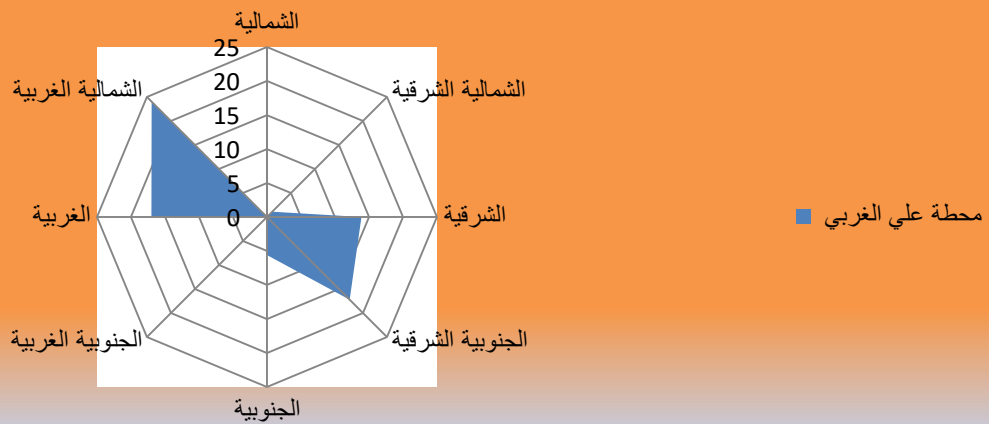 الشمالية
الشمالية الشرقية
الشرقية
الجنوبية الشرقية
الجنوبية
الجنوبية الغربية
الغربية
الشمالية الغربية
25
20
15
10
5
0
محطة علي الغربي